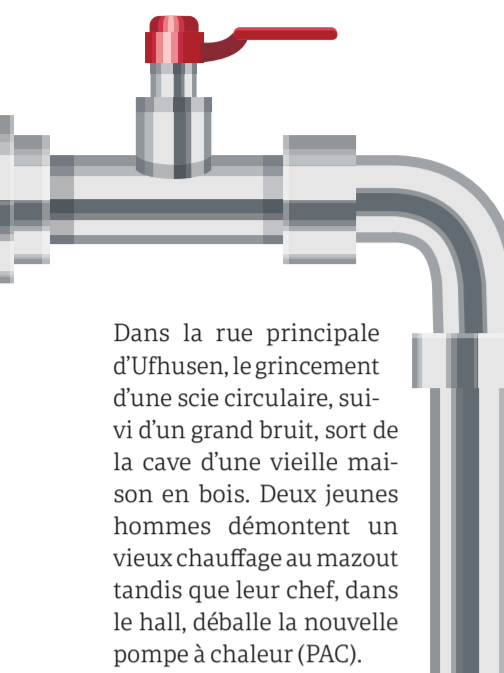 Dans la rue principale
d’Ufhusen, le grincement
d’une scie circulaire, sui-
vi d’un grand bruit, sort de
la cave d’une vieille mai-
son en bois. Deux jeunes
hommes démontent un
vieux chauffage au mazout
tandis que leur chef, dans
le hall, déballe la nouvelle
pompe à chaleur (PAC).